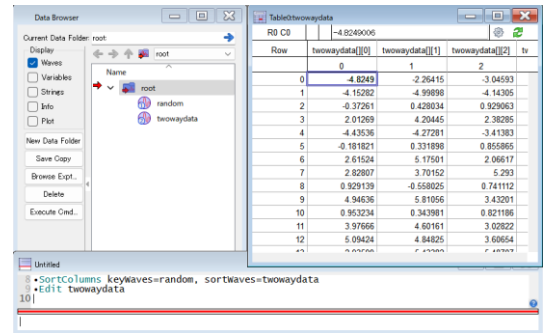 Data Browser
Current Data Folder: root:
Display
Waves
Variables
Strings
Info
Plot
New Data Folder
Save Copy
Browse Expt...
Delete
Execute Cmd...
root
Name
root
random
twowaydata
Table0:twowaydata
R0 C0 -4.8249006
Row twowaydata[][0] twowaydata[][1] twowaydata[][2] tw
0 1 2
0 -4.8249 -2.26415 -3.04593
1 -4.15282 -4.99898 -4.14305
2 -0.37261 0.428034 0.929063
3 2.01269 4.20445 2.38285
4 -4.43536 -4.27281 -3.41383
5 -0.181821 0.331898 0.855865
6 2.61524 5.17501 2.06617
7 2.82807 3.70152 5.293
8 0.929139 -0.558025 0.741112
9 4.94636 5.81056 3.43201
10 0.953234 0.343981 0.821186
11 3.97666 4.60161 3.02822
12 5.09424 4.84825 3.60654
Untitled
8 •SortColumns keyWaves=random, sortWaves=twowaydata
9 •Edit twowaydata
10